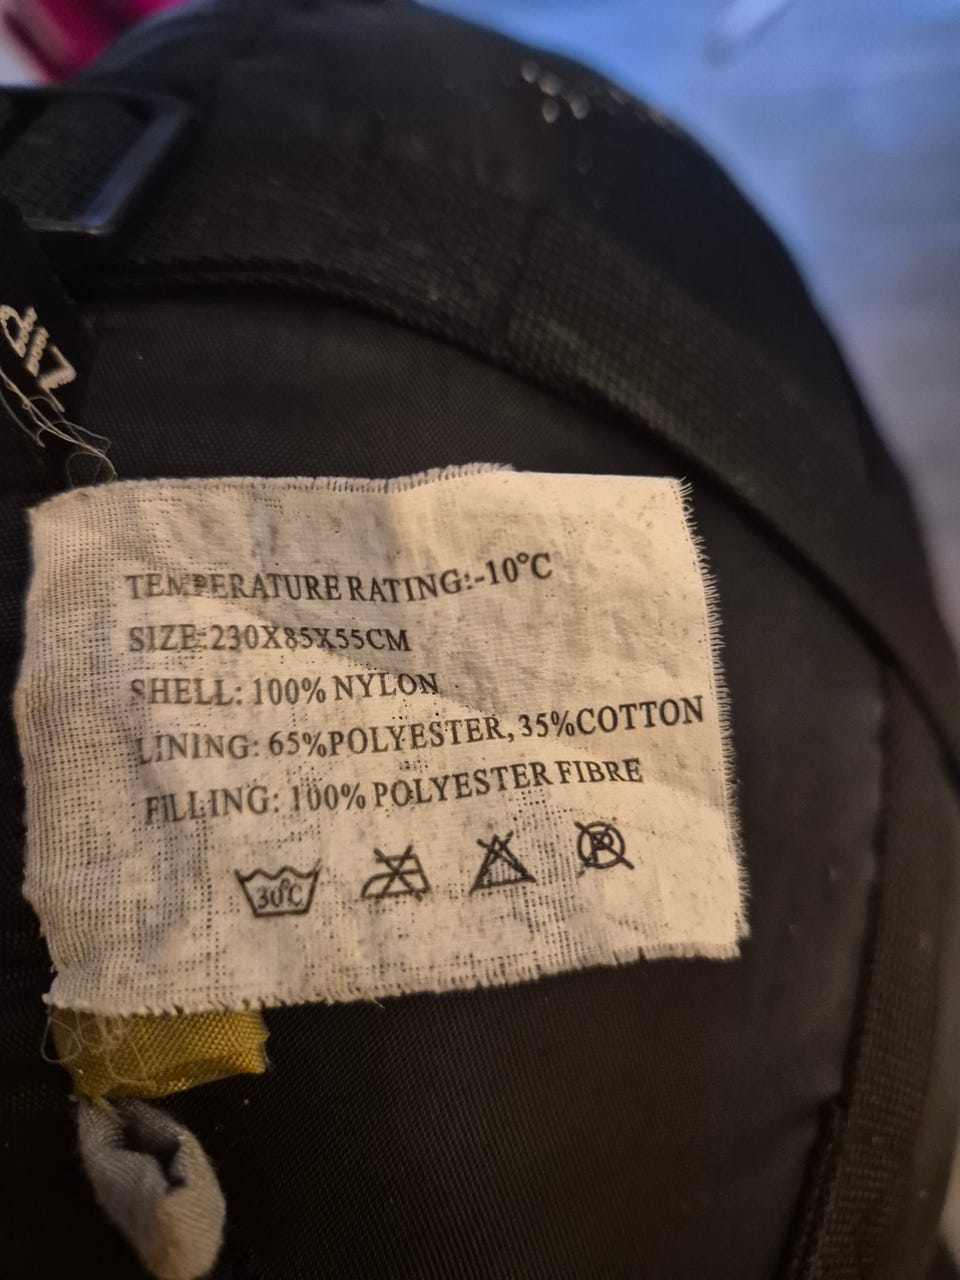 TEMPERATURE RATING:-10°C
SIZE:230X85X55CM
SHELL: 100% NYLON
LINING: 65%POLYESTER, 35%COTTON
FILLING: 100% POLYESTER FIBRE
30°C
P